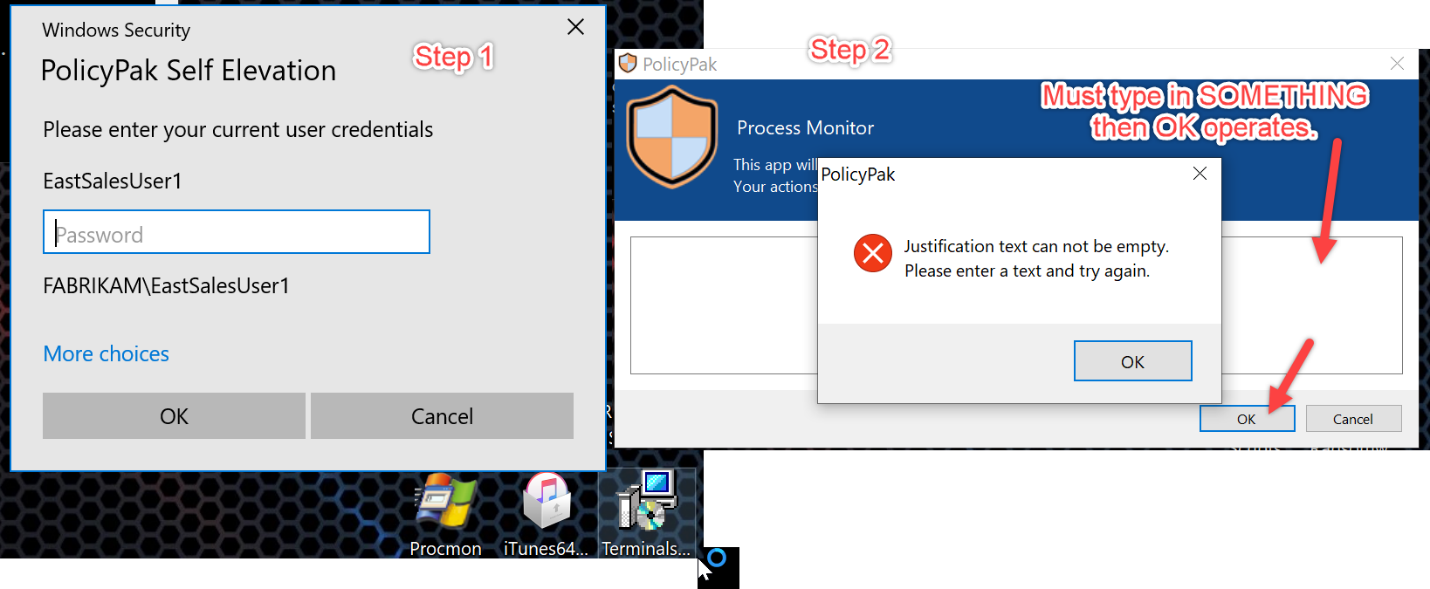 Windows Security
PolicyPak Self Elevation
Step 1
Please enter your current user credentials
EastSalesUser1
Password
FABRIKAM\EastSalesUser1
More choices
OK
Cancel
Procmon
iTunes64...
Terminals...
Step 2
PolicyPak
Must type in SOMETHING
then OK operates.
Process Monitor
This app will
Your actions
PolicyPak
Justification text can not be empty.
Please enter a text and try again.
OK
OK
Cancel